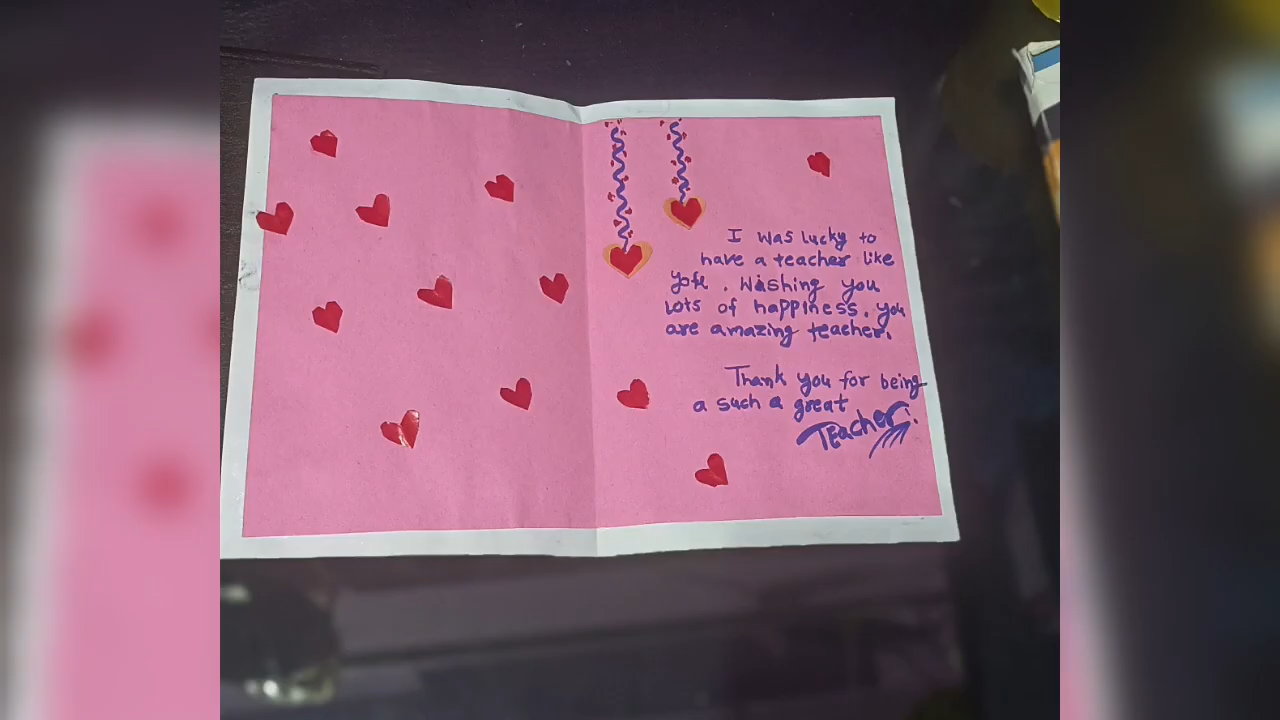 I was lucky to
have a teacher like
you. Wishing you
lots of happiness. you
are amazing teacher.
Thank you for being
a such a great
TEacher!